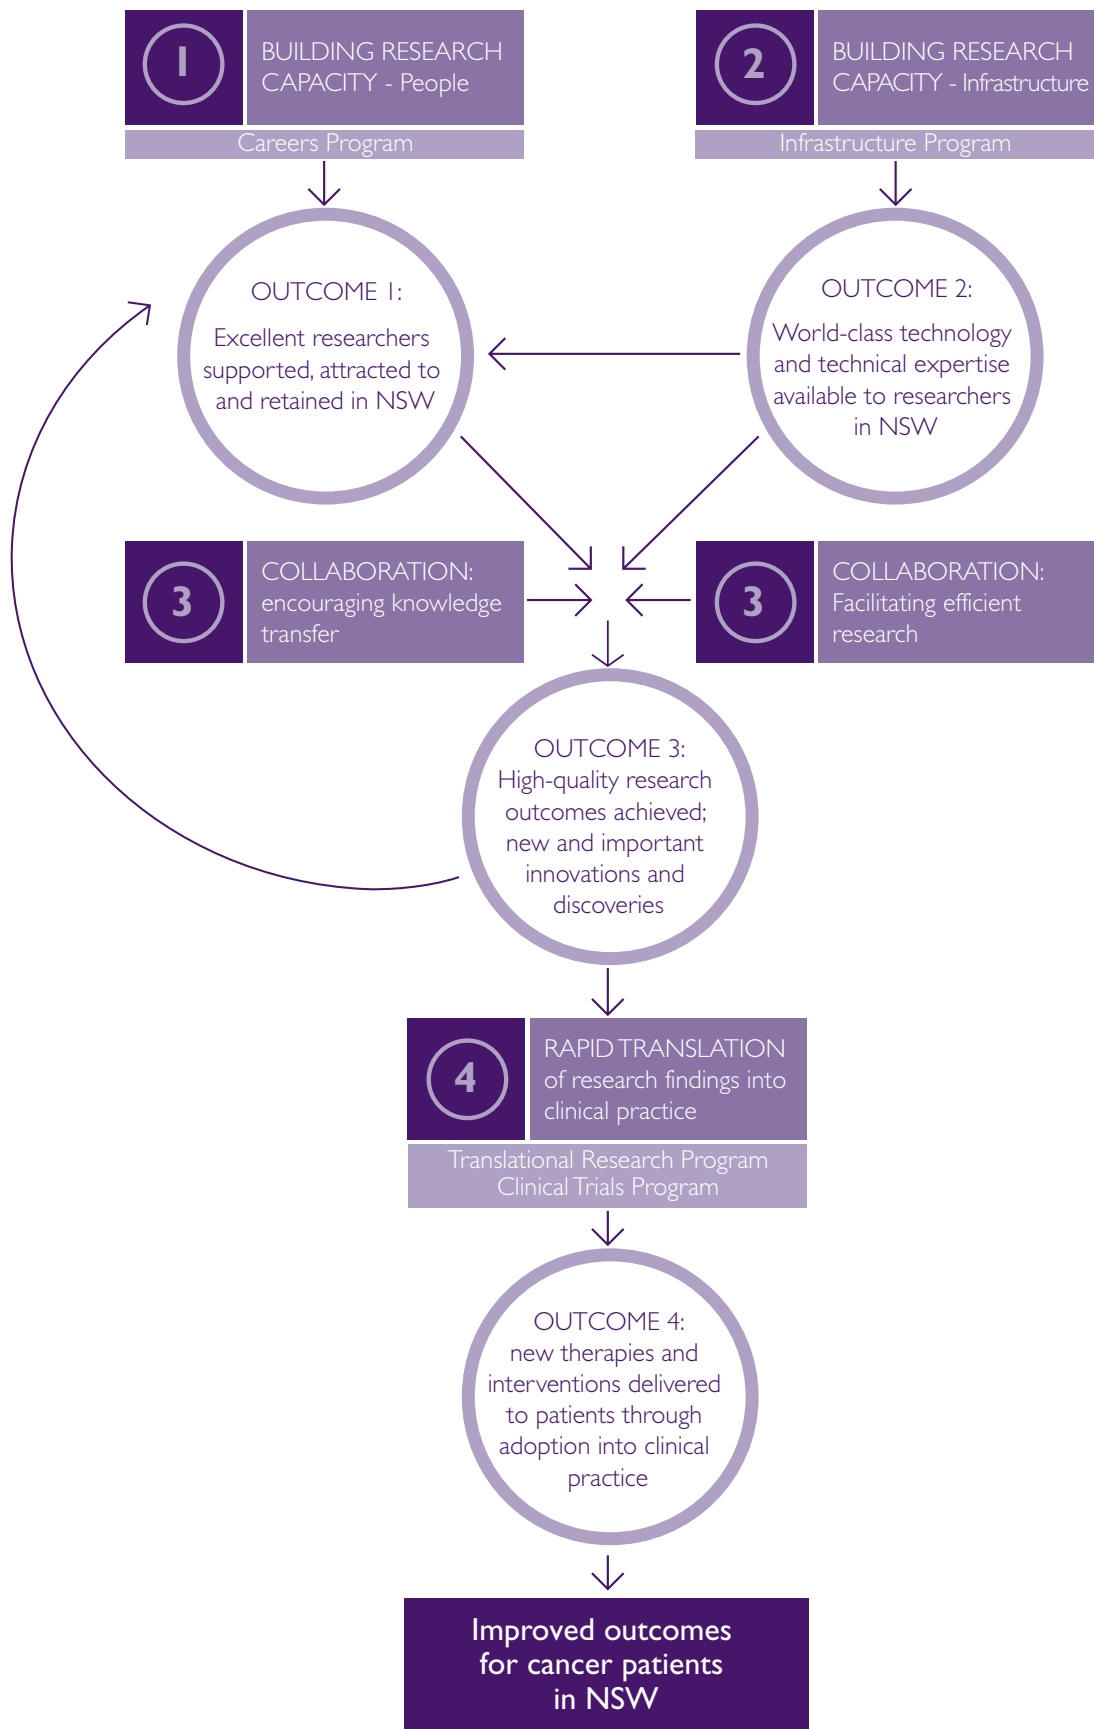 1
BUILDING RESEARCH
CAPACITY - People
Careers Program
2
BUILDING RESEARCH
CAPACITY - Infrastructure
Infrastructure Program
OUTCOME 1:
Excellent researchers
supported, attracted to
and retained in NSW
OUTCOME 2:
World-class technology
and technical expertise
available to researchers
in NSW
3
COLLABORATION:
encouraging knowledge
transfer
3
COLLABORATION:
Facilitating efficient
research
OUTCOME 3:
High-quality research
outcomes achieved;
new and important
innovations and
discoveries
4
RAPID TRANSLATION
of research findings into
clinical practice
Translational Research Program
Clinical Trials Program
OUTCOME 4:
new therapies and
interventions delivered
to patients through
adoption into clinical
practice
Improved outcomes
for cancer patients
in NSW